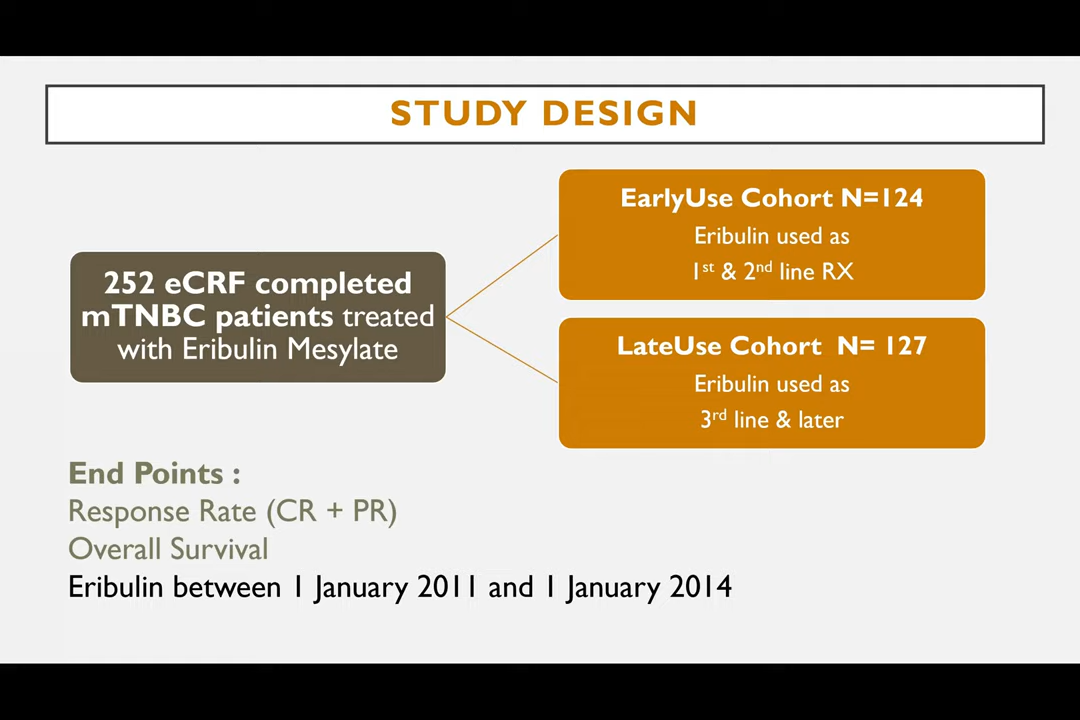 STUDY DESIGN
252 eCRF completed
mTNBC patients treated
with Eribulin Mesylate
EarlyUse Cohort N=124
Eribulin used as
1st & 2nd line RX
LateUse Cohort N= 127
Eribulin used as
3rd line & later
End Points :
Response Rate (CR + PR)
Overall Survival
Eribulin between 1 January 2011 and 1 January 2014